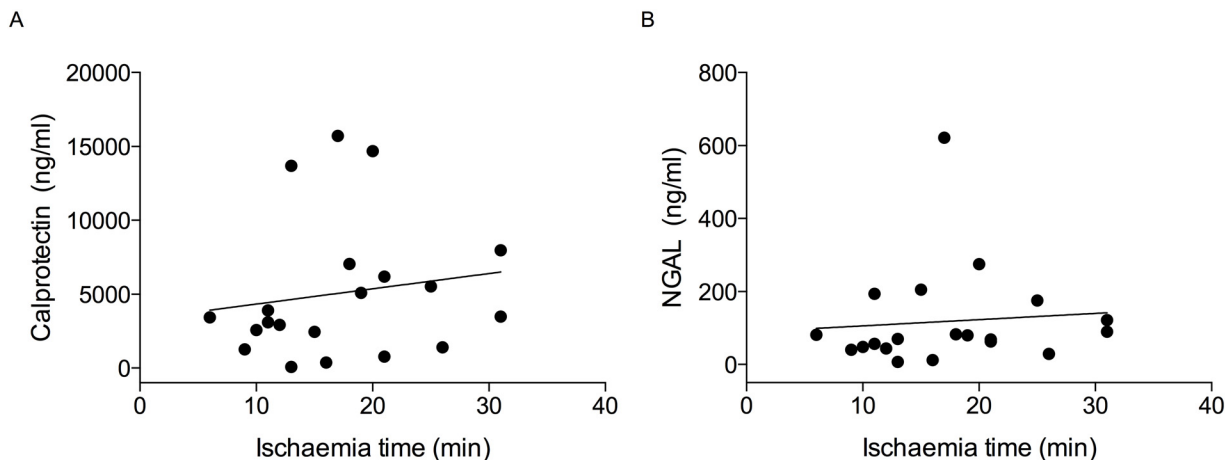 A
B
20000
15000
10000
5000
0
Calprotectin (ng/ml)
0 10 20 30 40
Ischaemia time (min)
800
600
400
200
0
NGAL (ng/ml)
0 10 20 30 40
Ischaemia time (min)